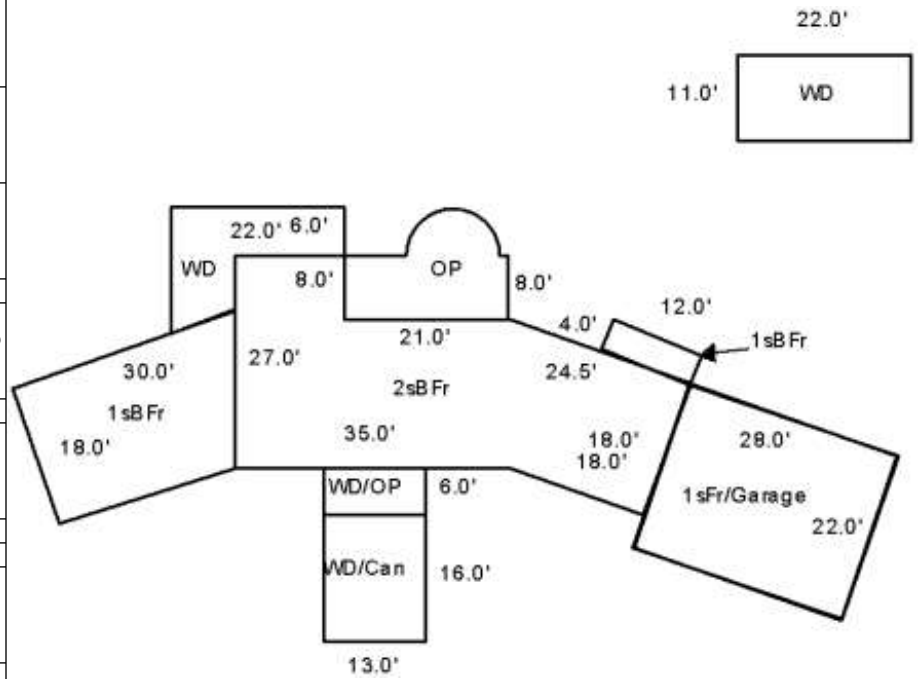 22.0'
11.0'
WD
22.0' 6.0'
WD
8.0'
OP
8.0'
12.0'
4.0'
1sBFr
21.0'
30.0'
27.0'
24.5'
1sBFr
2sBFr
18.0'
35.0'
18.0'
18.0'
28.0'
WD/OP
6.0'
1sFr/Garage
22.0'
WD/Can
16.0'
13.0'